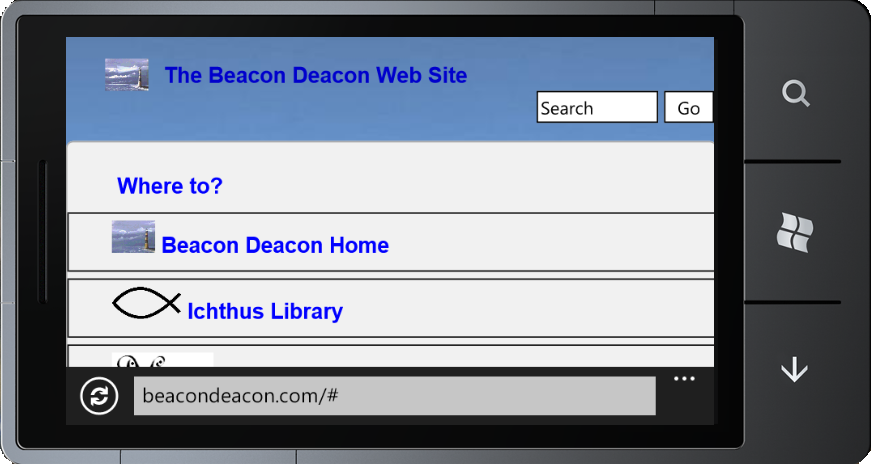 The Beacon Deacon Web Site
Search Go
Where to?
Beacon Deacon Home
Ichthus Library
beacondeacon.com/#